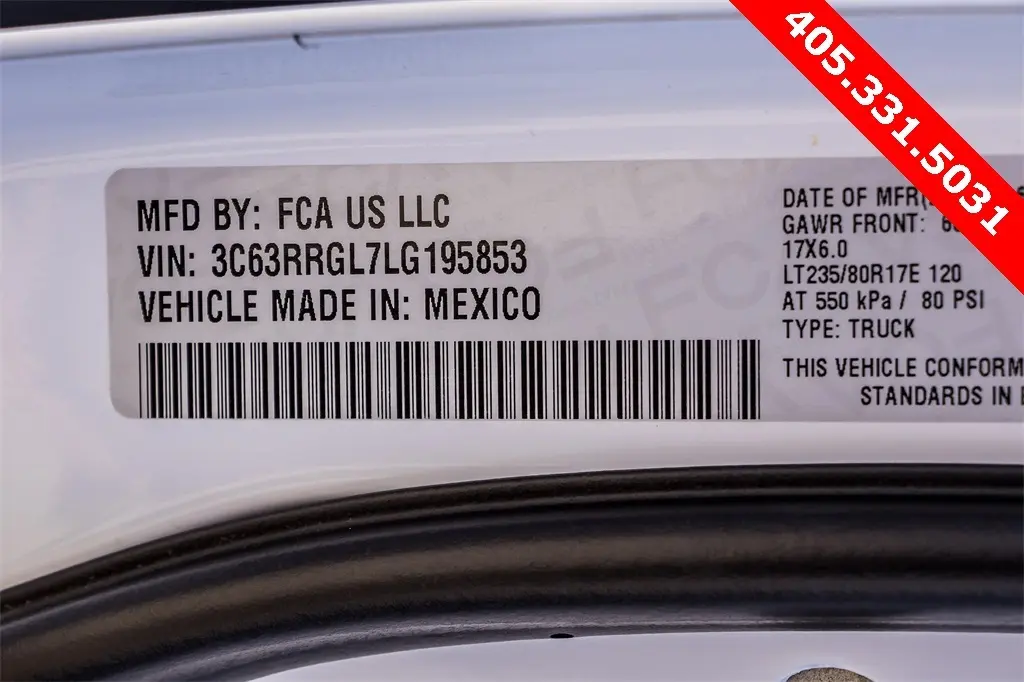 405.331.5031
MFD BY: FCA US LLC
VIN: 3C63RRGL7LG195853
VEHICLE MADE IN: MEXICO
DATE OF MFR
GAWR FRONT:
17X6.0
LT235/80R17E 120
AT 550 kPa / 80 PSI
TYPE: TRUCK
THIS VEHICLE CONFORM
STANDARDS IN